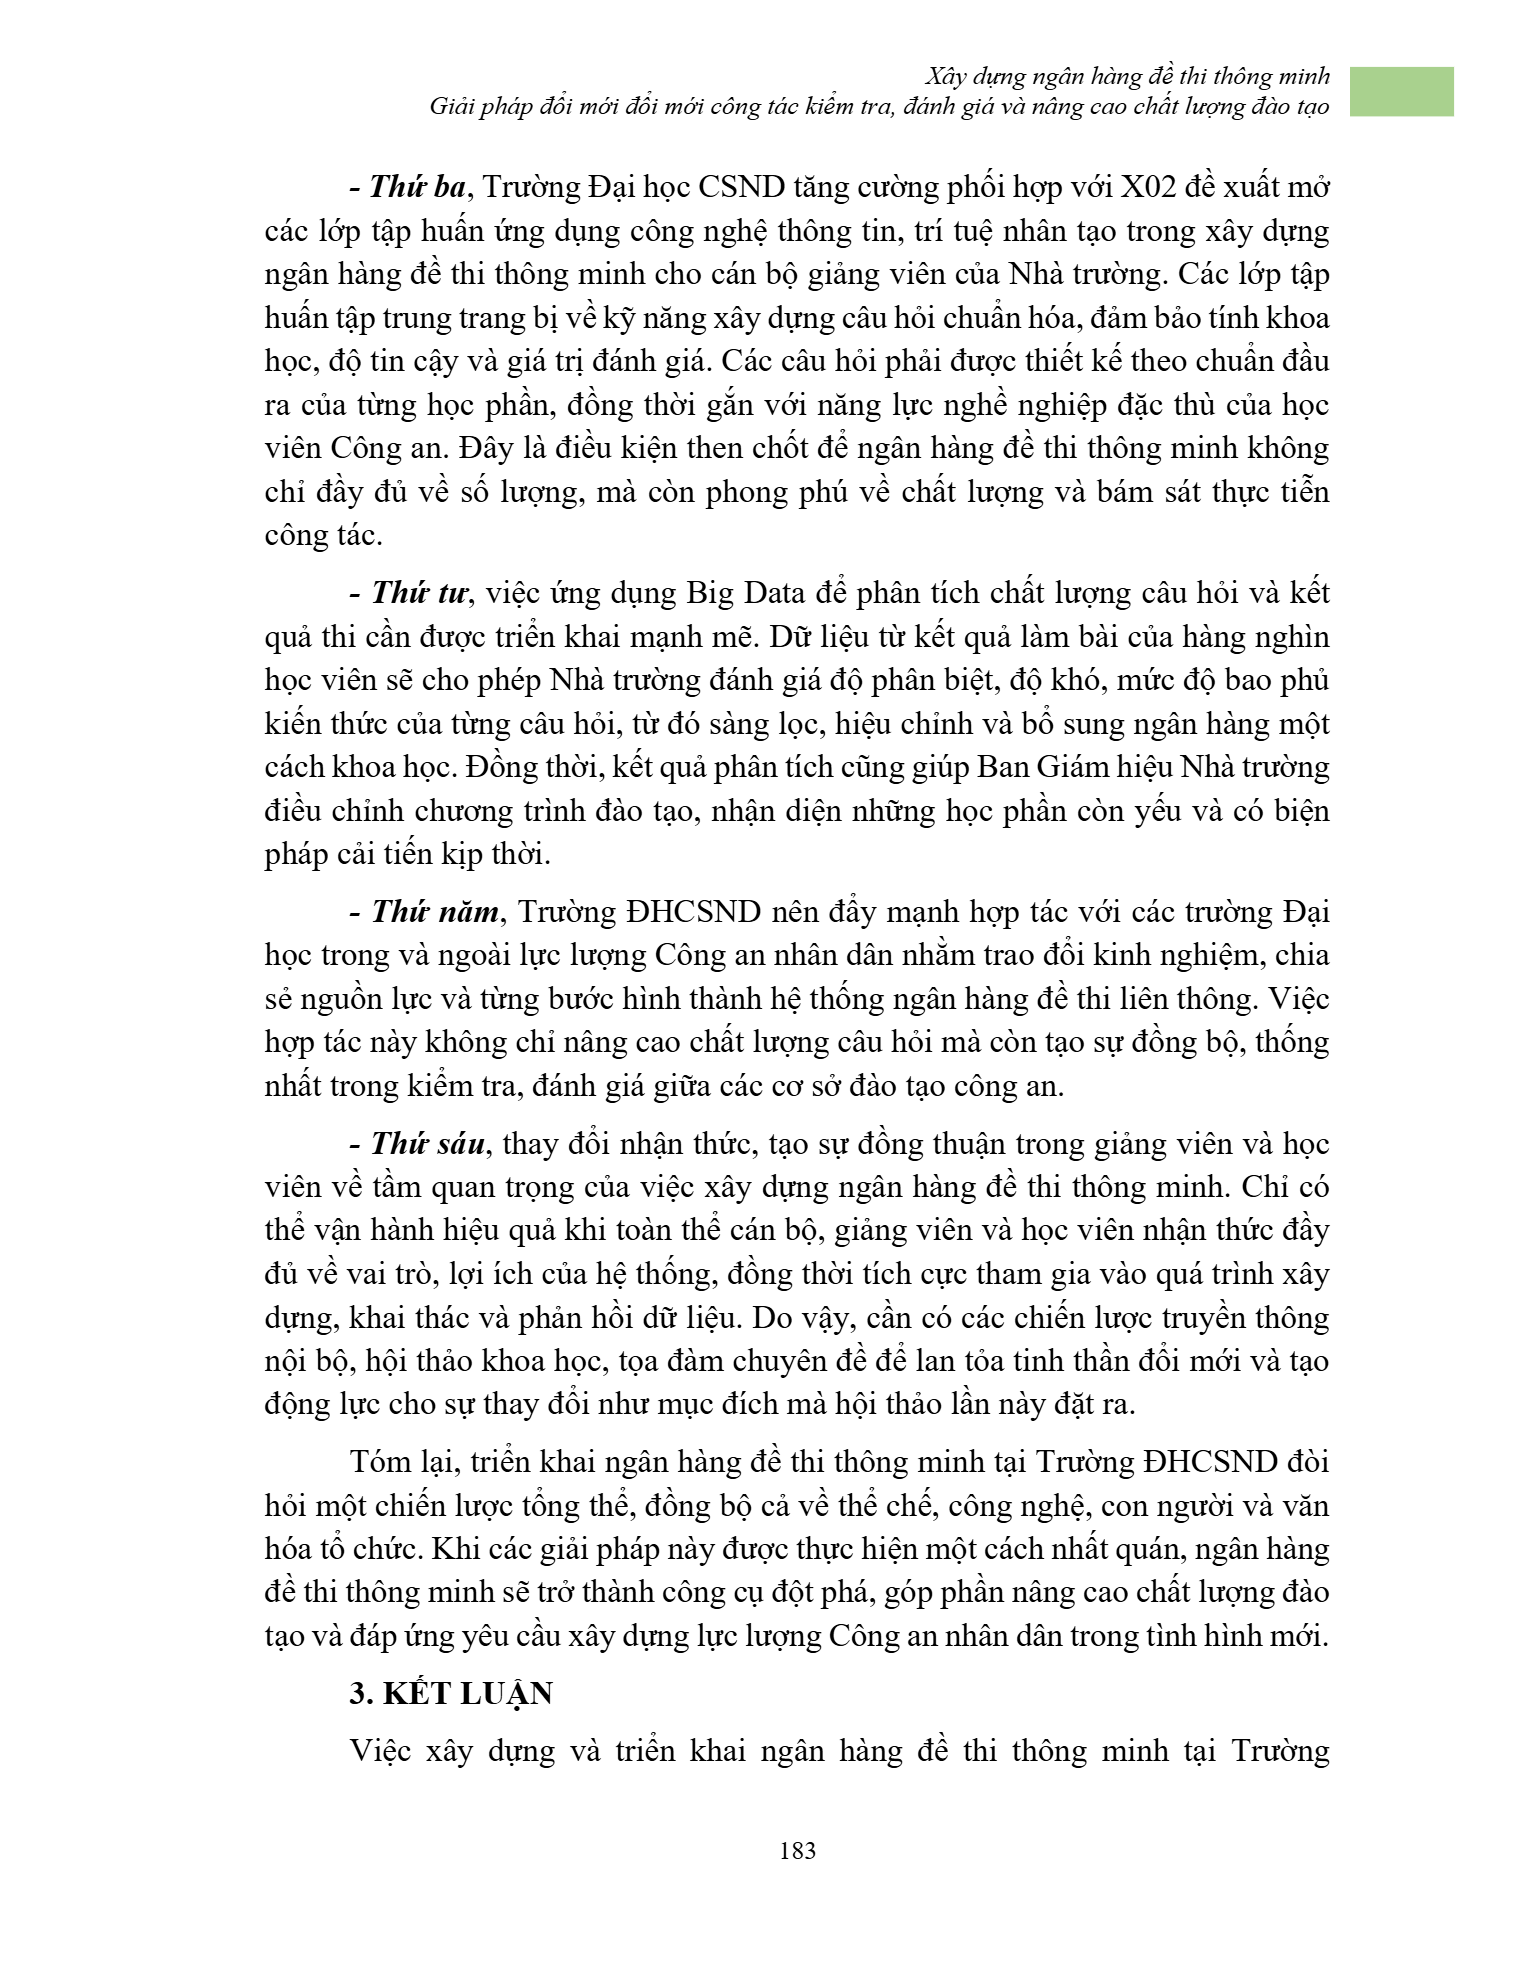 Xây dựng ngân hàng đề thi thông minh
Giải pháp đổi mới đổi mới công tác kiểm tra, đánh giá và nâng cao chất lượng đào tạo
- Thứ ba, Trường Đại học CSND tăng cường phối hợp với X02 đề xuất mở
các lớp tập huấn ứng dụng công nghệ thông tin, trí tuệ nhân tạo trong xây dựng
ngân hàng đề thi thông minh cho cán bộ giảng viên của Nhà trường. Các lớp tập
huấn tập trung trang bị về kỹ năng xây dựng câu hỏi chuẩn hóa, đảm bảo tính khoa
học, độ tin cậy và giá trị đánh giá. Các câu hỏi phải được thiết kế theo chuẩn đầu
ra của từng học phần, đồng thời gắn với năng lực nghề nghiệp đặc thù của học
viên Công an. Đây là điều kiện then chốt để ngân hàng đề thi thông minh không
chỉ đầy đủ về số lượng, mà còn phong phú về chất lượng và bám sát thực tiễn
công tác.
- Thứ tư, việc ứng dụng Big Data để phân tích chất lượng câu hỏi và kết
quả thi cần được triển khai mạnh mẽ. Dữ liệu từ kết quả làm bài của hàng nghìn
học viên sẽ cho phép Nhà trường đánh giá độ phân biệt, độ khó, mức độ bao phủ
kiến thức của từng câu hỏi, từ đó sàng lọc, hiệu chỉnh và bổ sung ngân hàng một
cách khoa học. Đồng thời, kết quả phân tích cũng giúp Ban Giám hiệu Nhà trường
điều chỉnh chương trình đào tạo, nhận diện những học phần còn yếu và có biện
pháp cải tiến kịp thời.
- Thứ năm, Trường ĐHCSND nên đẩy mạnh hợp tác với các trường Đại
học trong và ngoài lực lượng Công an nhân dân nhằm trao đổi kinh nghiệm, chia
sẻ nguồn lực và từng bước hình thành hệ thống ngân hàng đề thi liên thông. Việc
hợp tác này không chỉ nâng cao chất lượng câu hỏi mà còn tạo sự đồng bộ, thống
nhất trong kiểm tra, đánh giá giữa các cơ sở đào tạo công an.
- Thứ sáu, thay đổi nhận thức, tạo sự đồng thuận trong giảng viên và học
viên về tầm quan trọng của việc xây dựng ngân hàng đề thi thông minh. Chỉ có
thể vận hành hiệu quả khi toàn thể cán bộ, giảng viên và học viên nhận thức đầy
đủ về vai trò, lợi ích của hệ thống, đồng thời tích cực tham gia vào quá trình xây
dựng, khai thác và phản hồi dữ liệu. Do vậy, cần có các chiến lược truyền thông
nội bộ, hội thảo khoa học, tọa đàm chuyên đề để lan tỏa tinh thần đổi mới và tạo
động lực cho sự thay đổi như mục đích mà hội thảo lần này đặt ra.
Tóm lại, triển khai ngân hàng đề thi thông minh tại Trường ĐHCSND đòi
hỏi một chiến lược tổng thể, đồng bộ cả về thể chế, công nghệ, con người và văn
hóa tổ chức. Khi các giải pháp này được thực hiện một cách nhất quán, ngân hàng
đề thi thông minh sẽ trở thành công cụ đột phá, góp phần nâng cao chất lượng đào
tạo và đáp ứng yêu cầu xây dựng lực lượng Công an nhân dân trong tình hình mới.
3. KẾT LUẬN
Việc xây dựng và triển khai ngân hàng đề thi thông minh tại Trường
183